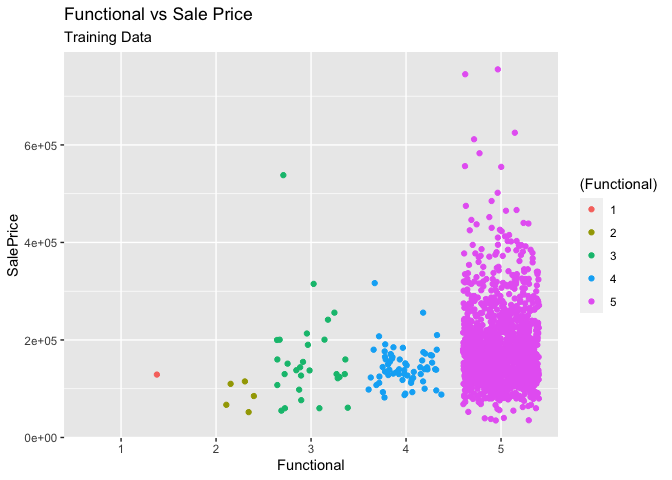 Functional vs Sale Price
Training Data
SalePrice
6e+05
4e+05
2e+05
0e+00
1 2 3 4 5
Functional
(Functional)
1
2
3
4
5